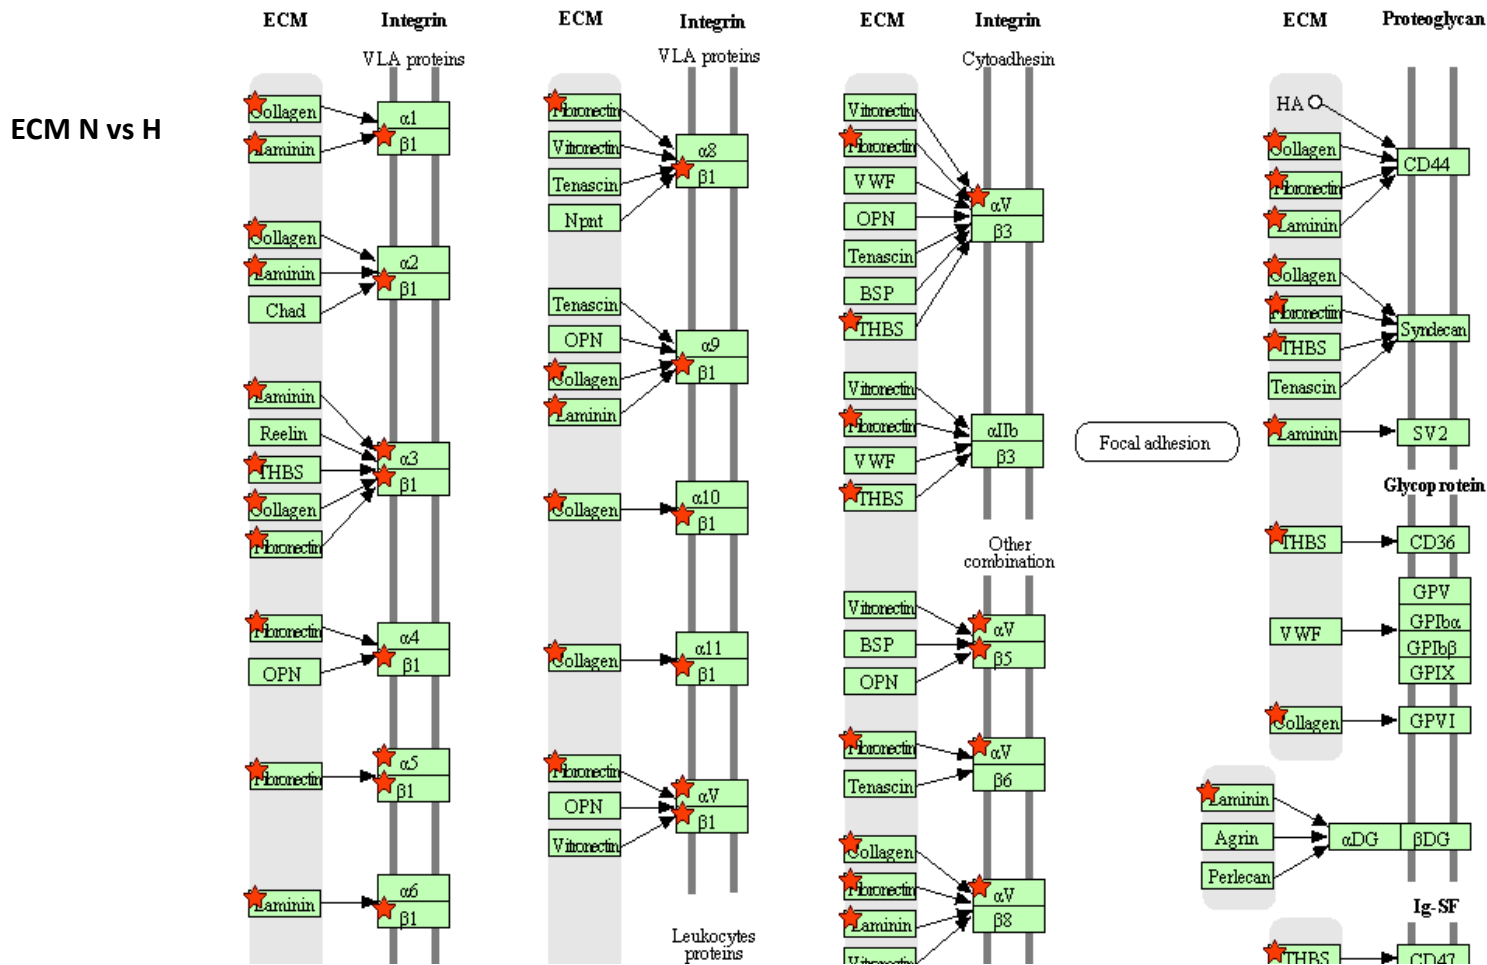 ECM N vs H
ECM Integrin
VLA proteins
Collagen
Laminin
α1
β1
Collagen
Laminin
Chad
α2
β1
Laminin
Reelin
THBS
Collagen
Fibronectin
α3
β1
Fibronectin
OPN
α4
β1
Fibronectin
α5
β1
Laminin
α6
β1
ECM Integrin
VLA proteins
Fibronectin
Vitronectin
Tenascin
Npnt
α8
β1
Tenascin
OPN
Collagen
Laminin
α9
β1
Collagen
α10
β1
Collagen
α11
β1
Fibronectin
OPN
Vitronectin
αV
β1
Leukocytes
proteins
ECM Integrin
Cytoadhesin
Vitronectin
Fibronectin
VWF
OPN
Tenascin
BSP
THBS
αV
β3
Vitronectin
Fibronectin
VWF
THBS
αIIb
β3
Other
combination
Vitronectin
BSP
OPN
αV
β5
Fibronectin
Tenascin
αV
β6
Collagen
Fibronectin
Laminin
Vitronectin
αV
β8
Focal adhesion
ECM Proteoglycan
HA
Collagen
Fibronectin
Laminin
CD44
Collagen
Fibronectiin
THBS
Tenascin
Syndecan
Laminin
SV2
Glycoprotein
THBS
CD36
VWF
GPV
GPIbα
GPIbβ
GPIX
Collagen
GPVI
Laminin
Agrin
Perlecan
αDG βDG
Ig-SF
THBS
CD47